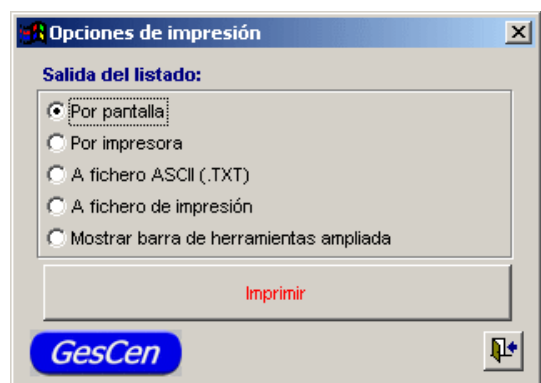 Opciones de impresión
Salida del listado:
Por pantalla
Por impresora
A fichero ASCII (.TXT)
A fichero de impresión
Mostrar barra de herramientas ampliada
Imprimir
GesCen